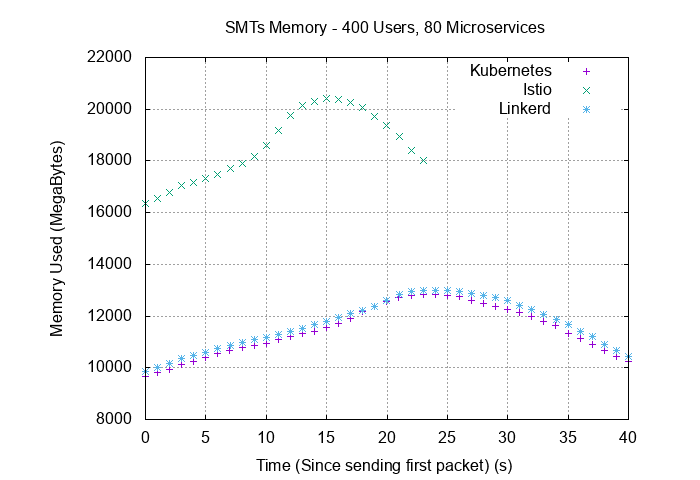 SMTs Memory - 400 Users, 80 Microservices
22000
20000
18000
16000
14000
12000
10000
8000
Kubernetes
Istio
Linkerd
Memory Used (MegaBytes)
0 5 10 15 20 25 30 35 40
Time (Since sending first packet) (s)